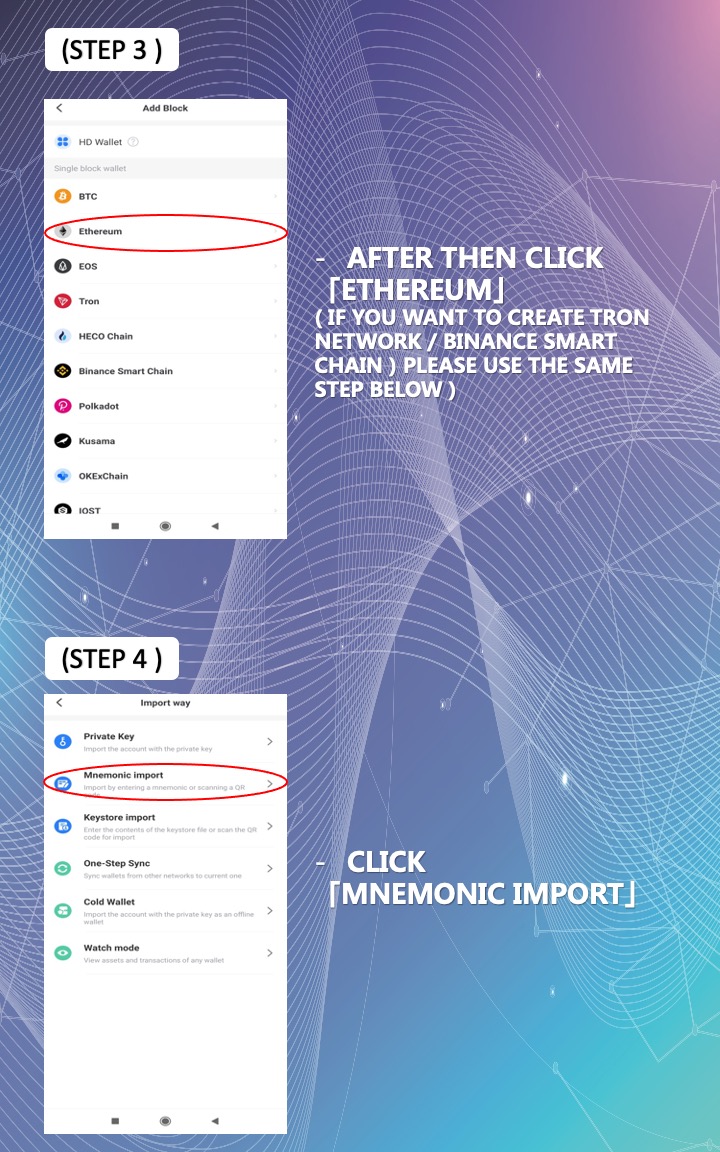 (STEP 3 )
Add Block
HD Wallet
Single block wallet
BTC
Ethereum
EOS
Tron
HECO Chain
Binance Smart Chain
Polkadot
Kusama
OKExChain
IOST
- AFTER THEN CLICK
「ETHEREUM」
( IF YOU WANT TO CREATE TRON
NETWORK / BINANCE SMART
CHAIN ) PLEASE USE THE SAME
STEP BELOW )
(STEP 4 )
Import way
Private Key
Import the account with the private key
Mnemonic import
Import by entering a mnemonic or scanning a QR
code
Keystore import
Enter the contents of the keystore file or scan the QR
code for import
One-Step Sync
Sync wallets from other networks to current one
Cold Wallet
Import the account with the private key as an offline
wallet
Watch mode
View assets and transactions of any wallet
- CLICK
「MNEMONIC IMPORT」